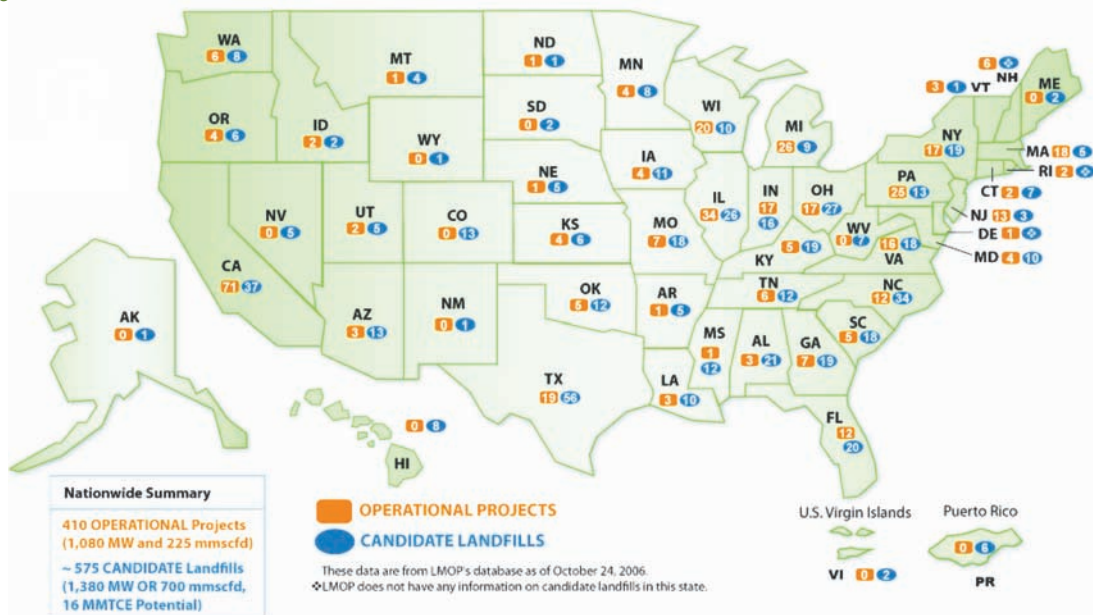 WA
6 8
MT
1 4
ND
1 1
MN
4 8
6 ❖
NH
3 1 VT
ME
0 2
OR
4 6
ID
2 2
WY
0 1
SD
0 2
WI
20 10
MI
26 9
NY
17 19
MA 18 5
RI 2 ❖
CT 2 7
NJ 13 3
DE 1 ❖
MD 4 10
NV
0 5
UT
2 5
CO
0 13
NE
1 5
KS
4 6
IA
4 11
MO
7 18
IL
34 26
IN
17
16
OH
17 27
PA
25 13
WV
0 7
16 18
VA
5 19
KY
CA
71 37
AZ
3 13
NM
0 1
OK
5 12
AR
1 5
TN
6 12
NC
12 34
SC
5 18
MS
1
12
AL
3 21
GA
7 19
AK
0 1
TX
19 56
LA
3 10
FL
12
20
0 8
HI
Nationwide Summary
410 OPERATIONAL Projects
(1,080 MW and 225 mmscfd)
~ 575 CANDIDATE Landfills
(1,380 MW OR 700 mmscfd,
16 MMTCE Potential)
OPERATIONAL PROJECTS
CANDIDATE LANDFILLS
These data are from LMOP's database as of October 24, 2006.
❖LMOP does not have any information on candidate landfills in this state.
U.S. Virgin Islands
VI 0 2
Puerto Rico
0 6
PR